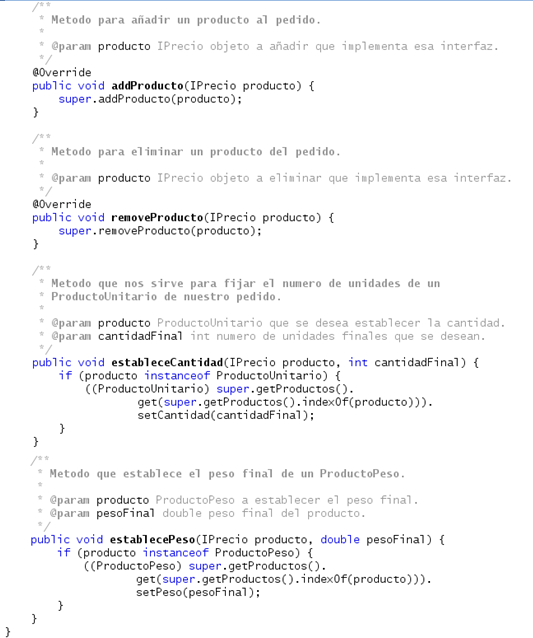 /**
 * Metodo para añadir un producto al pedido.
 *
 * @param producto IPrecio objeto a añadir que implementa esa interfaz.
 */
@Override
public void addProducto(IPrecio producto) {
    super.addProducto(producto);
}
/**
 * Metodo para eliminar un producto del pedido.
 *
 * @param producto IPrecio objeto a eliminar que implementa esa interfaz.
 */
@Override
public void removeProducto(IPrecio producto) {
    super.removeProducto(producto);
}
/**
 * Metodo que nos sirve para fijar el numero de unidades de un
 * ProductoUnitario de nuestro pedido.
 *
 * @param producto ProductoUnitario que se desea establecer la cantidad.
 * @param cantidadFinal int numero de unidades finales que se desean.
 */
public void estableceCantidad(IPrecio producto, int cantidadFinal) {
    if (producto instanceof ProductoUnitario) {
        ((ProductoUnitario) super.getProductos().
                get(super.getProductos().indexOf(producto))).
                setCantidad(cantidadFinal);
    }
}
/**
 * Metodo que establece el peso final de un ProductoPeso.
 *
 * @param producto ProductoPeso a establecer el peso final.
 * @param pesoFinal double peso final del producto.
 */
public void establecePeso(IPrecio producto, double pesoFinal) {
    if (producto instanceof ProductoPeso) {
        ((ProductoPeso) super.getProductos().
                get(super.getProductos().indexOf(producto))).
                setPeso(pesoFinal);
    }
}
}